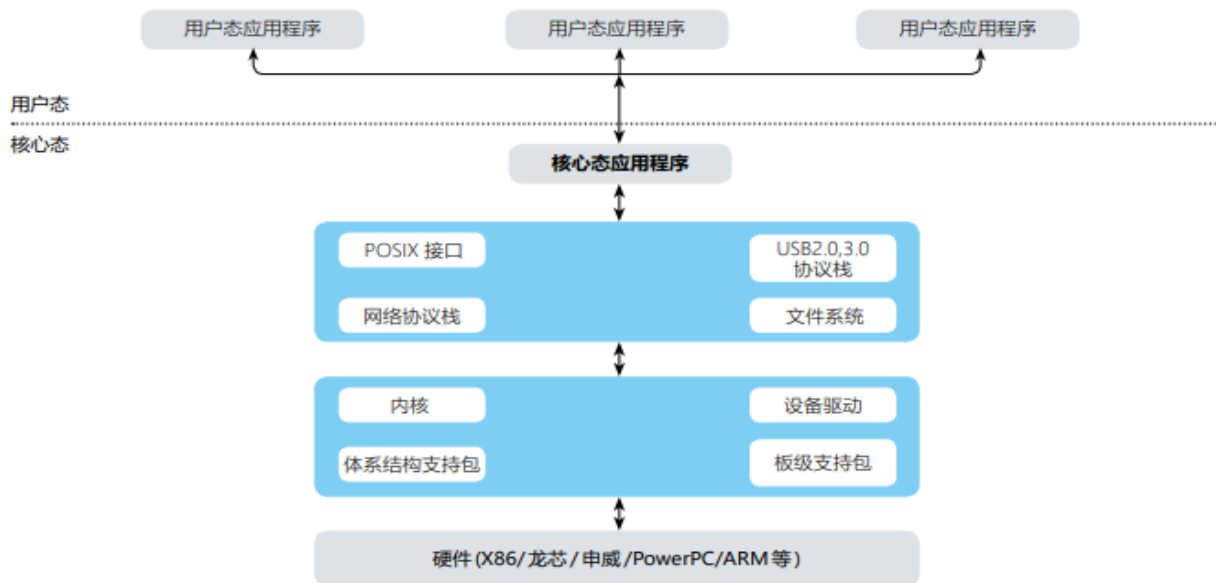 用户态应用程序
用户态应用程序
用户态应用程序
用户态
核心态
核心态应用程序
POSIX 接口
USB2.0,3.0
协议栈
网络协议栈
文件系统
内核
设备驱动
体系结构支持包
板级支持包
硬件(X86/龙芯/申威/PowerPC/ARM等)